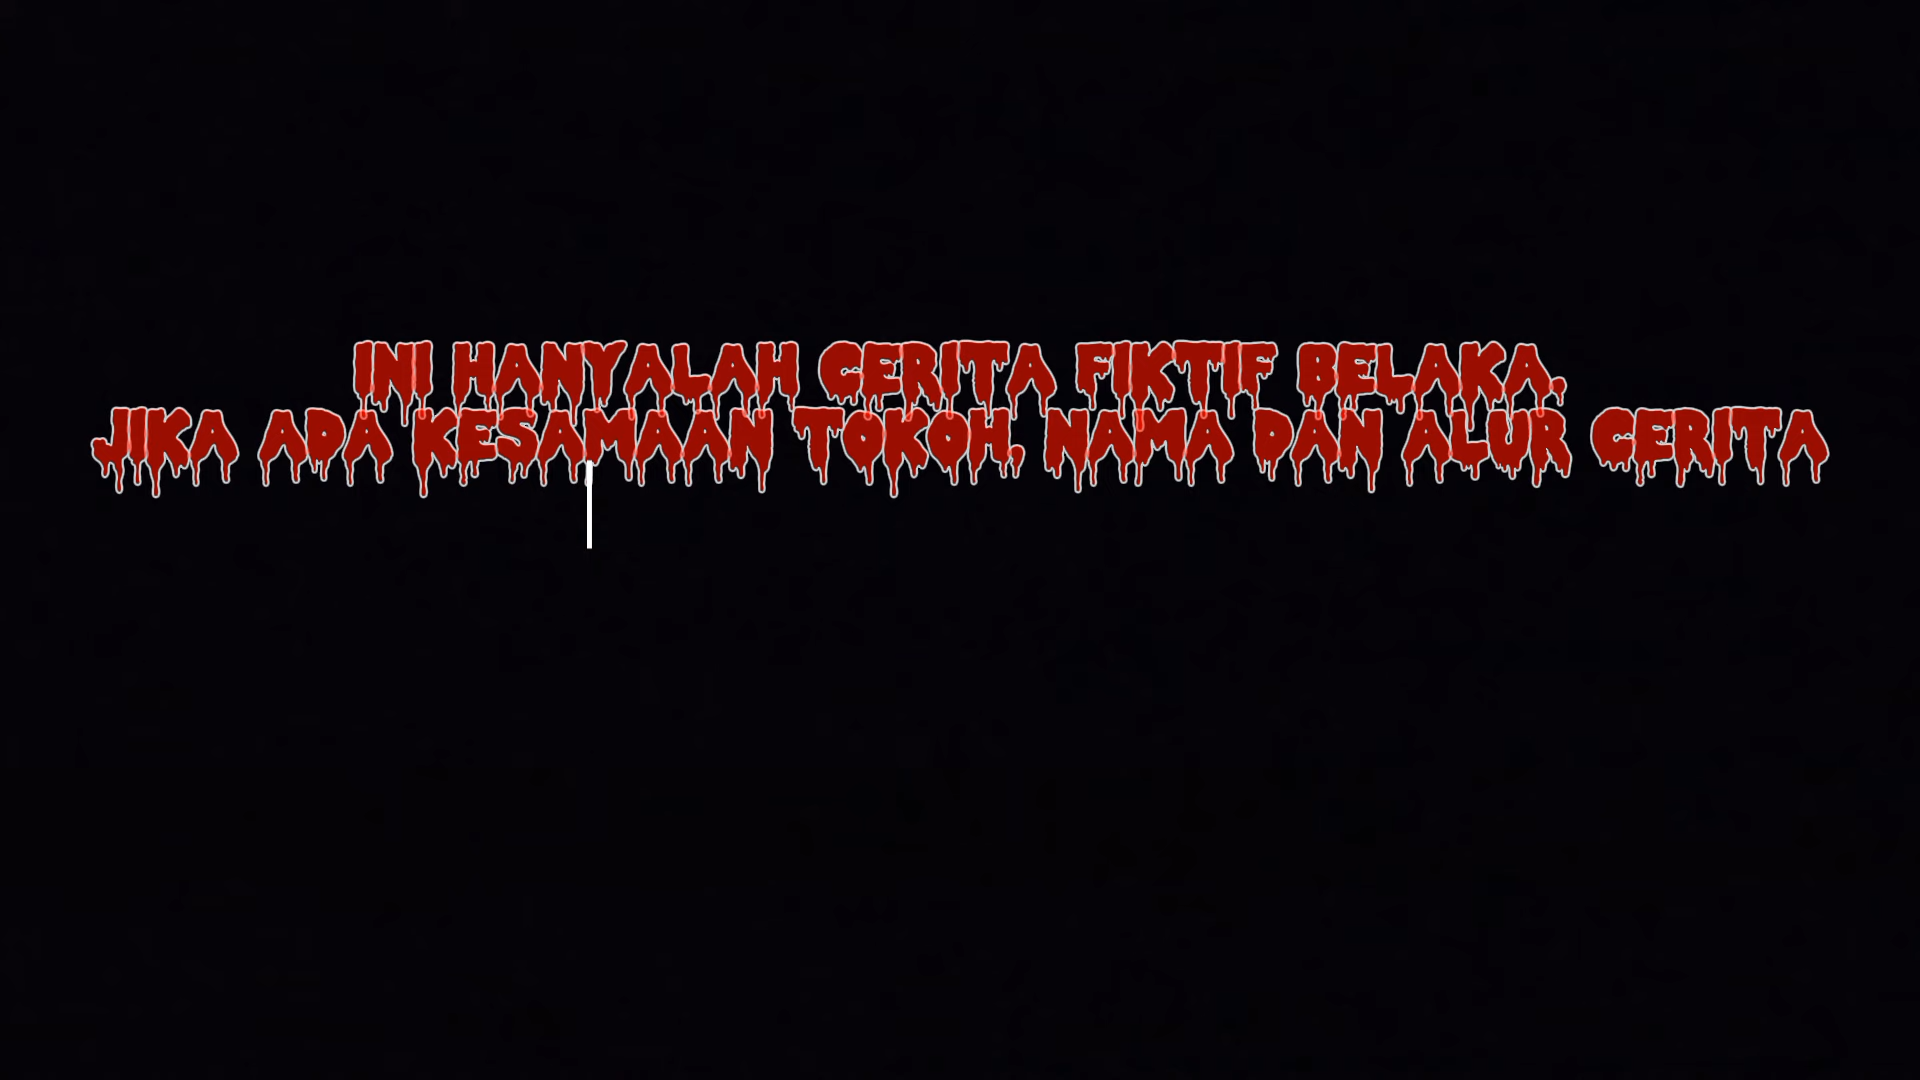 INI HANYALAH CERITA FIKTIF BELAKA,
JIKA ADA KESAMAAN TOKOH, NAMA DAN ALUR CERITA